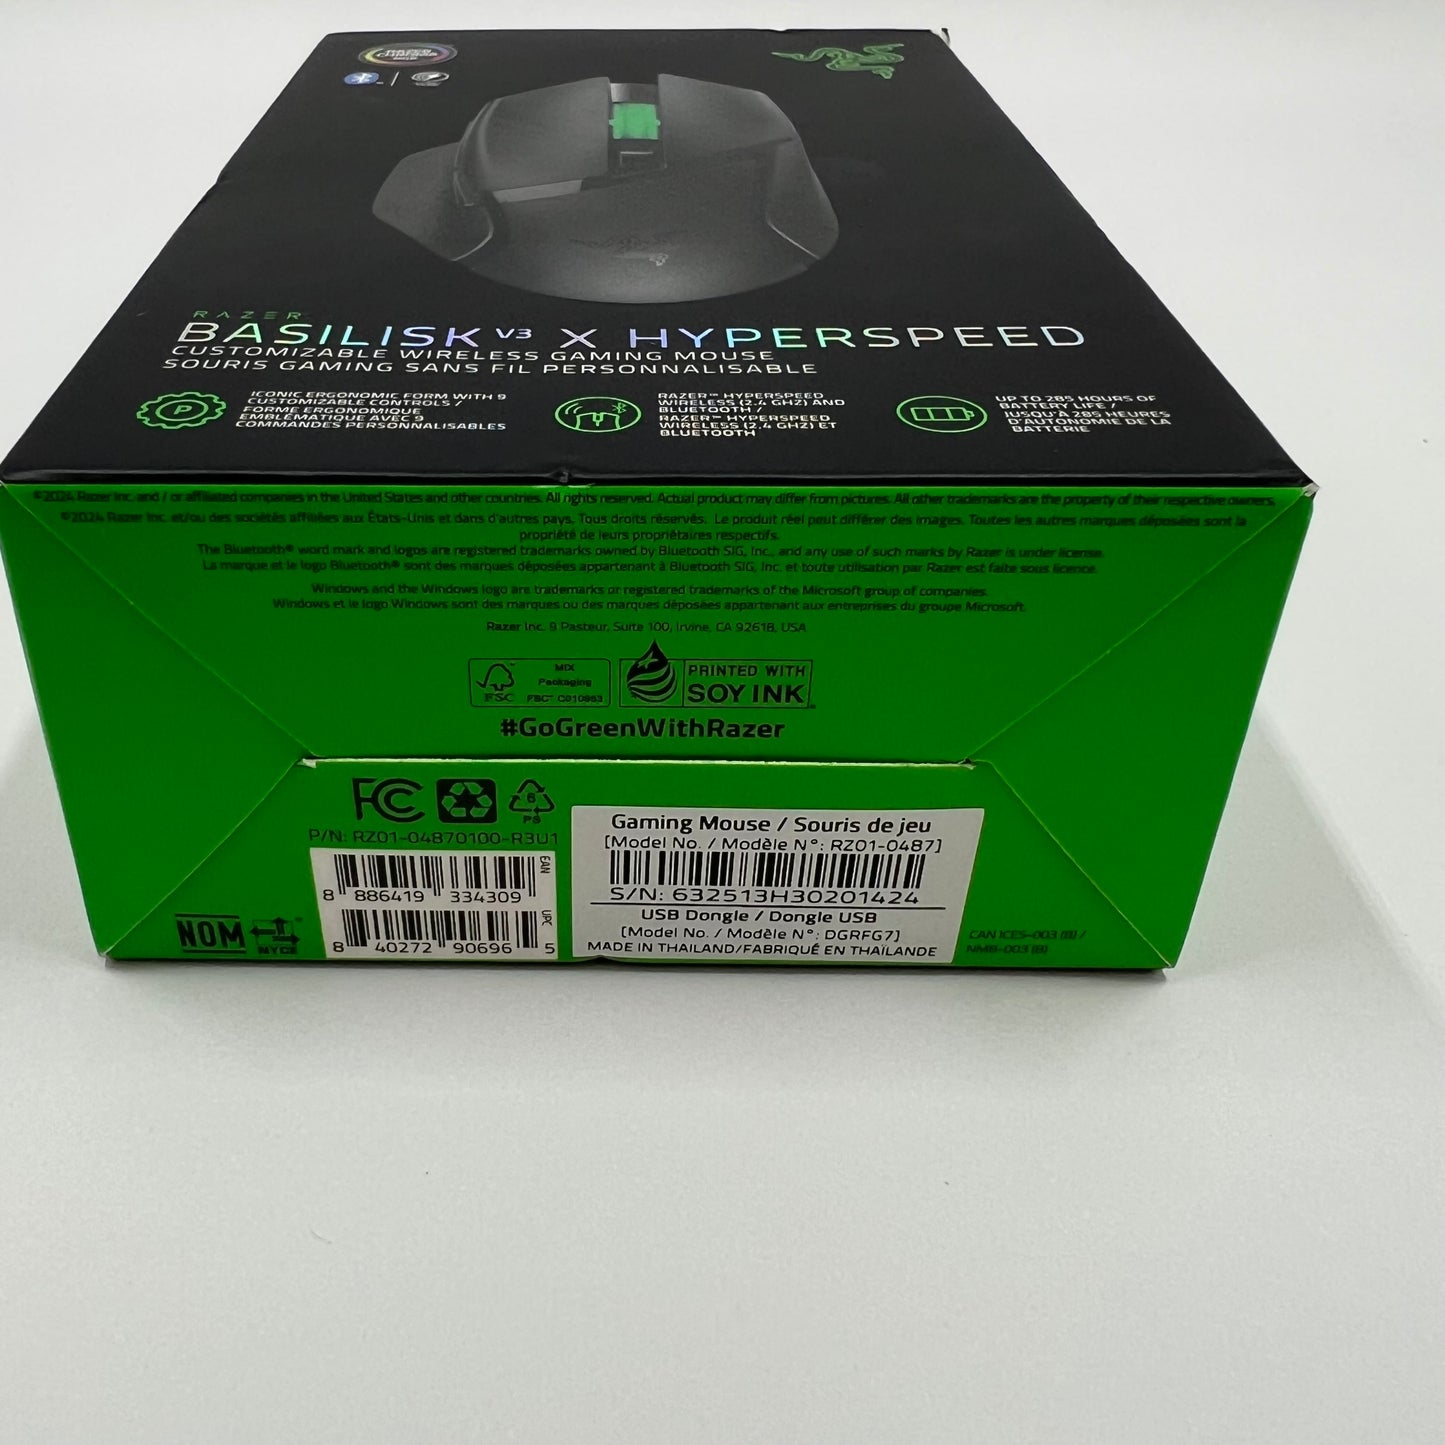 RAZER
CHROMA
RGB
RAZER
BASILISK V3 X HYPERSPEED
CUSTOMIZABLE WIRELESS GAMING MOUSE
SOURIS GAMING SANS FIL PERSONNALISABLE
ICONIC ERGONOMIC FORM WITH 9
CUSTOMIZABLE CONTROLS /
FORME ERGONOMIQUE
EMBLÉMATIQUE AVEC 9
COMMANDES PERSONNALISABLES
RAZER™ HYPERSPEED
WIRELESS (2.4 GHZ) AND
BLUETOOTH /
RAZER™ HYPERSPEED
WIRELESS (2.4 GHZ) ET
BLUETOOTH
UP TO 285 HOURS OF
BATTERY LIFE /
JUSQU'À 285 HEURES
D'AUTONOMIE DE LA
BATTERIE
©2024 Razer Inc. and / or affiliated companies in the United States and other countries. All rights reserved. Actual product may differ from pictures. All other trademarks are the property of their respective owners.
©2024 Razer Inc. et/ou des sociétés affiliées aux États-Unis et dans d'autres pays. Tous droits réservés. Le produit réel peut différer des images. Toutes les autres marques déposées sont la
propriété de leurs propriétaires respectifs.
The Bluetooth® word mark and logos are registered trademarks owned by Bluetooth SIG, Inc., and any use of such marks by Razer is under license.
La marque et le logo Bluetooth® sont des marques déposées appartenant à Bluetooth SIG, Inc. et toute utilisation par Razer est faite sous licence.
Windows and the Windows logo are trademarks or registered trademarks of the Microsoft group of companies.
Windows et le logo Windows sont des marques ou des marques déposées appartenant aux entreprises du groupe Microsoft.
Razer Inc. 9 Pasteur, Suite 100, Irvine, CA 92618, USA
FSC™
MIX
Packaging
FSC™ C010953
PRINTED WITH
SOY INK
#GoGreenWithRazer
FCC
6
PS
P/N: RZ01-04870100-R3U1
EAN
8 886419 334309
UPC
8 40272 90696 5
NOM
NYCE
Gaming Mouse / Souris de jeu
[Model No. / Modèle N°: RZ01-0487]
S/N: 632513H30201424
USB Dongle / Dongle USB
[Model No. / Modèle N°: DGRFG7]
MADE IN THAILAND/FABRIQUÉ EN THAÏLANDE
CAN ICES-003 (B) /
NMB-003 (B)